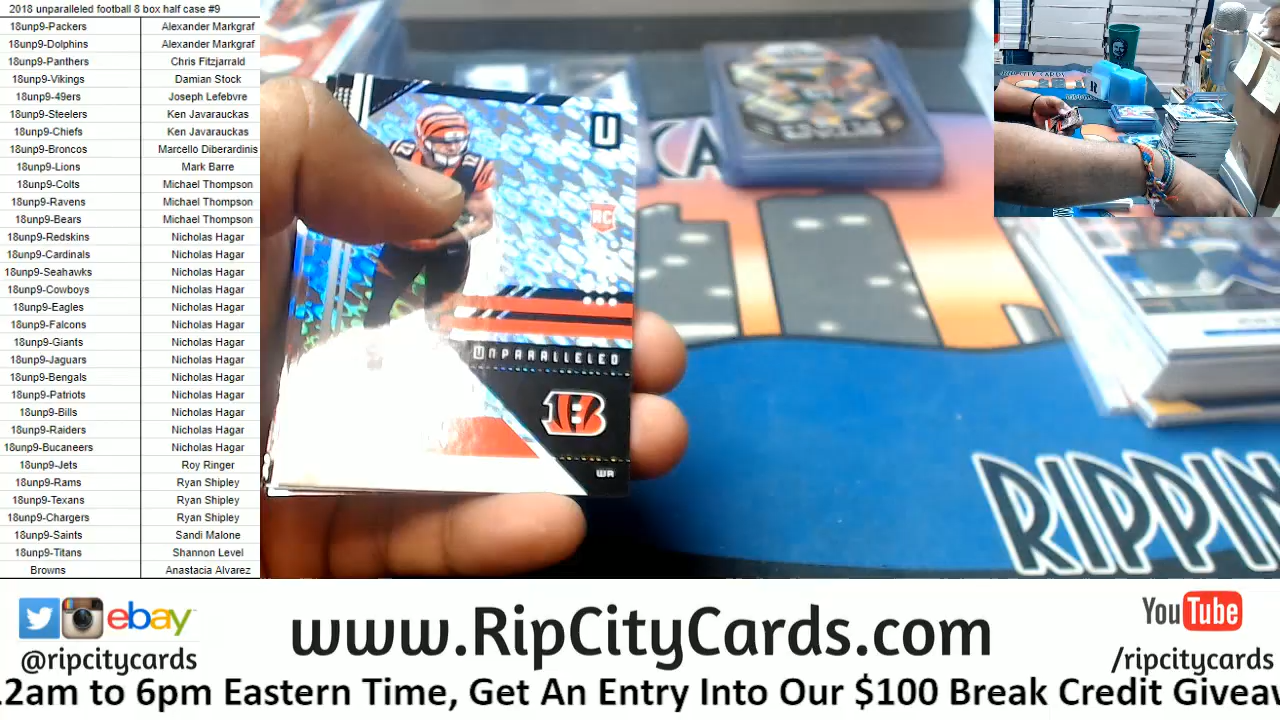 2018 unparalleled football 8 box half case #9
18unp9-Packers Alexander Markgraf
18unp9-Dolphins Alexander Markgraf
18unp9-Panthers Chris Fitzjarrald
18unp9-Vikings Damian Stock
18unp9-49ers Joseph Lefebvre
18unp9-Steelers Ken Javarauckas
18unp9-Chiefs Ken Javarauckas
18unp9-Broncos Marcello Diberardinis
18unp9-Lions Mark Barre
18unp9-Colts Michael Thompson
18unp9-Ravens Michael Thompson
18unp9-Bears Michael Thompson
18unp9-Redskins Nicholas Hagar
18unp9-Cardinals Nicholas Hagar
18unp9-Seahawks Nicholas Hagar
18unp9-Cowboys Nicholas Hagar
18unp9-Eagles Nicholas Hagar
18unp9-Falcons Nicholas Hagar
18unp9-Giants Nicholas Hagar
18unp9-Jaguars Nicholas Hagar
18unp9-Bengals Nicholas Hagar
18unp9-Patriots Nicholas Hagar
18unp9-Bills Nicholas Hagar
18unp9-Raiders Nicholas Hagar
18unp9-Bucaneers Nicholas Hagar
18unp9-Jets Roy Ringer
18unp9-Rams Ryan Shipley
18unp9-Texans Ryan Shipley
18unp9-Chargers Ryan Shipley
18unp9-Saints Sandi Malone
18unp9-Titans Shannon Level
Browns Anastacia Alvarez
U
RC
UNPARALLELED
B
WR
KA
RIPPIN
RIP CITY CARDS
ebay
@ripcitycards
www.RipCityCards.com
YouTube
/ripcitycards
2am to 6pm Eastern Time, Get An Entry Into Our $100 Break Credit Giveav